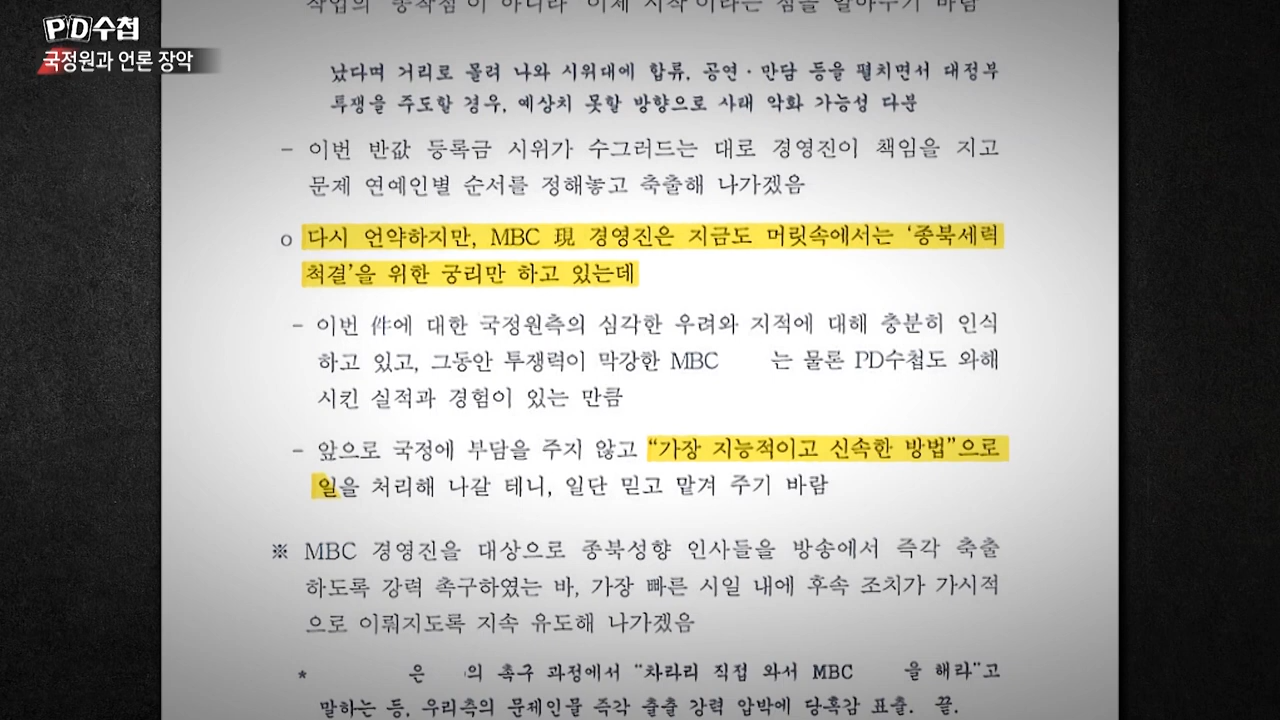 PD수첩
국정원과 언론 장악
작업의 '종착점'이 아니라 '이제 시작'이라는 점을 알아두기 바람
났다며 거리로 몰려 나와 시위대에 합류, 공연·만담 등을 펼치면서 대정부
투쟁을 주도할 경우, 예상치 못할 방향으로 사태 악화 가능성 다분
- 이번 반값 등록금 시위가 수그러드는 대로 경영진이 책임을 지고
문제 연예인별 순서를 정해놓고 축출해 나가겠음
o 다시 언약하지만, MBC 現 경영진은 지금도 머릿속에서는 '종북세력
척결'을 위한 궁리만 하고 있는데
- 이번 件에 대한 국정원측의 심각한 우려와 지적에 대해 충분히 인식
하고 있고, 그동안 투쟁력이 막강한 MBC 는 물론 PD수첩도 와해
시킨 실적과 경험이 있는 만큼
- 앞으로 국정에 부담을 주지 않고 “가장 지능적이고 신속한 방법”으로
일을 처리해 나갈 테니, 일단 믿고 맡겨 주기 바람
※ MBC 경영진을 대상으로 종북성향 인사들을 방송에서 즉각 축출
하도록 강력 촉구하였는 바, 가장 빠른 시일 내에 후속 조치가 가시적
으로 이뤄지도록 지속 유도해 나가겠음
* 은 의 촉구 과정에서 “차라리 직접 와서 MBC 을 해라”고
말하는 등, 우리측의 문제인물 즉각 출출 강력 압박에 당혹감 표출. 끝.